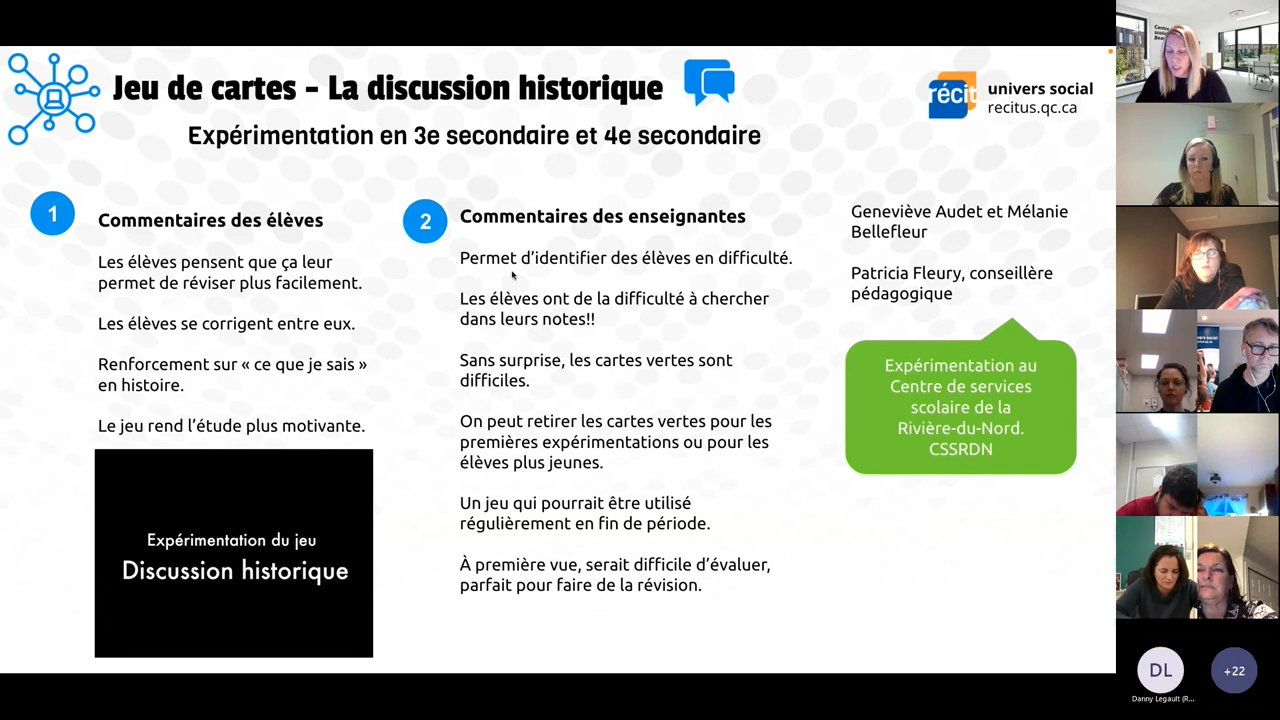 Jeu de cartes – La discussion historique
Expérimentation en 3e secondaire et 4e secondaire
récit
univers social
recitus.qc.ca
1
Commentaires des élèves
Les élèves pensent que ça leur
permet de réviser plus facilement.
Les élèves se corrigent entre eux.
Renforcement sur « ce que je sais »
en histoire.
Le jeu rend l’étude plus motivante.
Expérimentation du jeu
Discussion historique
2
Commentaires des enseignantes
Permet d’identifier des élèves en difficulté.
Les élèves ont de la difficulté à chercher
dans leurs notes!!
Sans surprise, les cartes vertes sont
difficiles.
On peut retirer les cartes vertes pour les
premières expérimentations ou pour les
élèves plus jeunes.
Un jeu qui pourrait être utilisé
régulièrement en fin de période.
À première vue, serait difficile d’évaluer,
parfait pour faire de la révision.
Geneviève Audet et Mélanie
Bellefleur
Patricia Fleury, conseillère
pédagogique
Expérimentation au
Centre de services
scolaire de la
Rivière-du-Nord.
CSSRDN
DL
Danny Legault (R...
+22